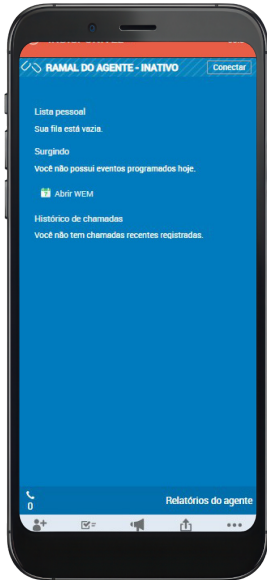 RAMAL DO AGENTE - INATIVO
Conectar
Lista pessoal
Sua fila está vazia.
Surgindo
Você não possui eventos programados hoje.
Abrir WEM
Histórico de chamadas
Você não tem chamadas recentes registradas.
0
Relatórios do agente